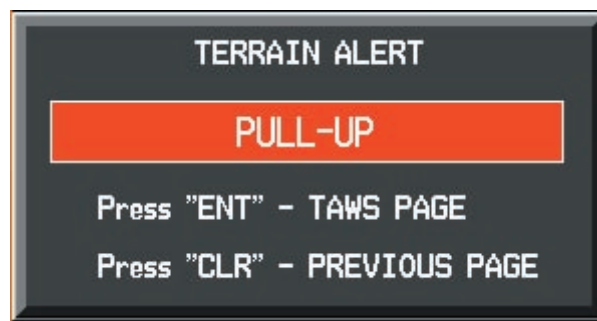 TERRAIN ALERT
PULL-UP
Press ”ENT” - TAWS PAGE
Press ”CLR” - PREVIOUS PAGE